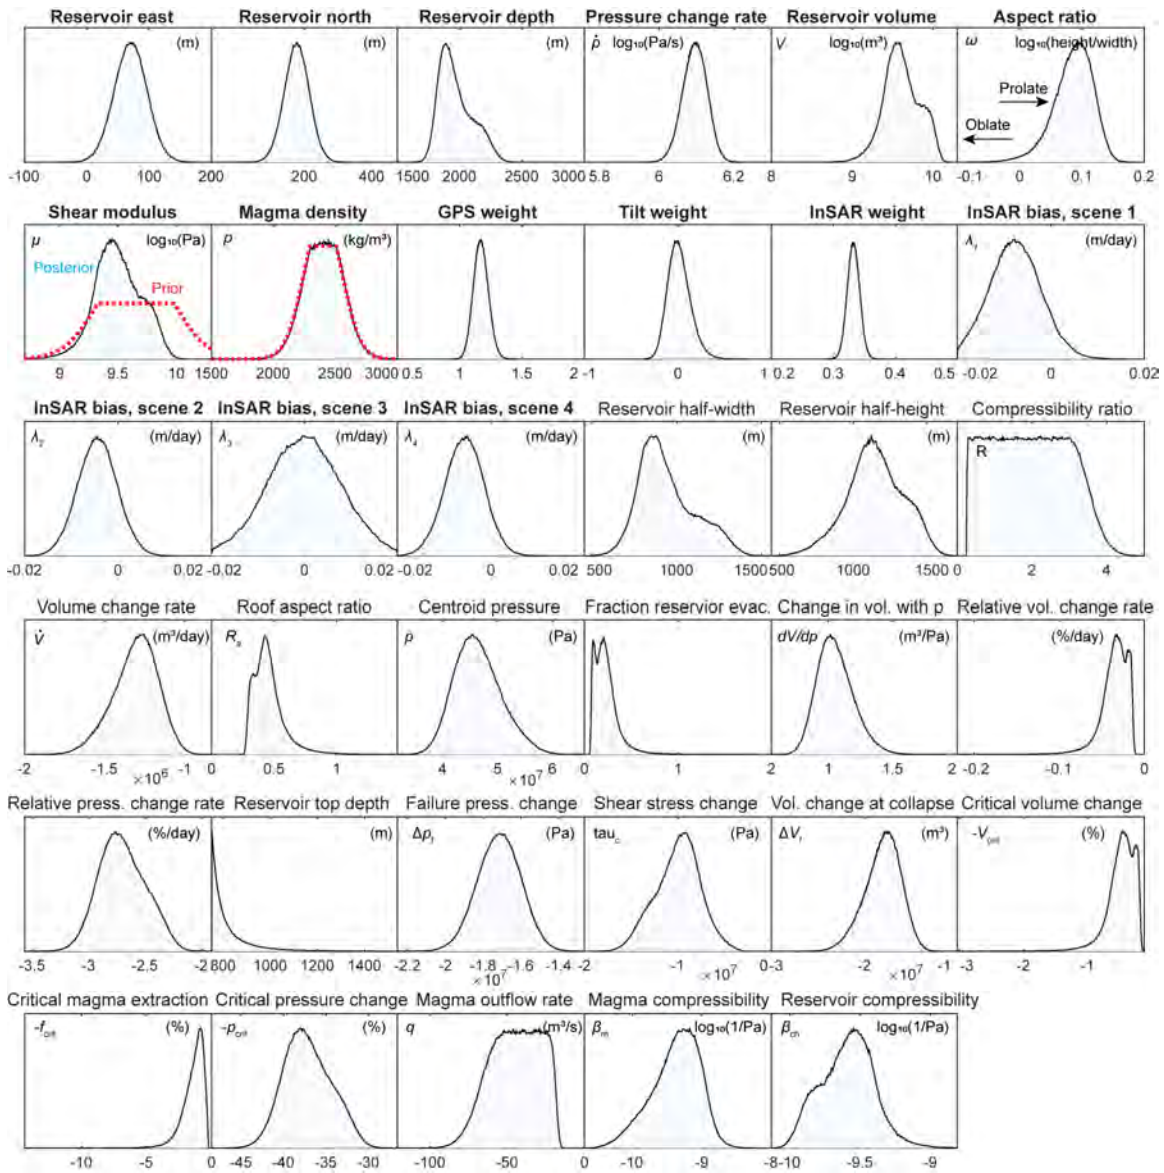 Reservoir east Reservoir north Reservoir depth Pressure change rate Reservoir volume Aspect ratio
(m) (m) (m) ṗ log₁₀(Pa/s) V log₁₀(m³) ω log₁₀(height/width)
Prolate
Oblate
-100 0 100 200 0 200 400 1500 2000 2500 3000 5.8 6 6.2 8 9 10 -0.1 0 0.1 0.2
Shear modulus Magma density GPS weight Tilt weight InSAR weight InSAR bias, scene 1
μ log₁₀(Pa) ρ (kg/m³) λ₁ (m/day)
Posterior
Prior
9 9.5 10 1500 2000 2500 3000 0.5 1 1.5 2 -1 0 1 0.2 0.3 0.4 0.5 -0.02 0 0.02
InSAR bias, scene 2 InSAR bias, scene 3 InSAR bias, scene 4 Reservoir half-width Reservoir half-height Compressibility ratio
λ₂ (m/day) λ₃ (m/day) λ₄ (m/day) (m) (m) R
-0.02 0 0.02 -0.02 0 0.02 -0.02 0 0.02 500 1000 1500 500 1000 1500 0 2 4
Volume change rate Roof aspect ratio Centroid pressure Fraction reservior evac. Change in vol. with p Relative vol. change rate
V̇ (m³/day) Rₐ p (Pa) dV/dp (m³/Pa) (%/day)
-2 -1.5 -1 0 0.5 1 4 5 6 0 1 2 1 1.5 2 -0.2 -0.1 0
×10⁶ ×10⁷
Relative press. change rate Reservoir top depth Failure press. change Shear stress change Vol. change at collapse Critical volume change
(%/day) (m) Δp_f (Pa) tau_c (Pa) ΔV_f (m³) -V_crit (%)
-3.5 -3 -2.5 -2 800 1000 1200 1400 -2.2 -2 -1.8 -1.6 -1.4 -2 -1 0 -3 -2 -1 -3 -2 -1
×10⁷ ×10⁷ ×10⁷
Critical magma extraction Critical pressure change Magma outflow rate Magma compressibility Reservoir compressibility
-f_crit (%) -p_crit (%) q (m³/s) β_m log₁₀(1/Pa) β_ch log₁₀(1/Pa)
-10 -5 0 -45 -40 -35 -30 -100 -50 0 -10 -9 -8 -10 -9.5 -9